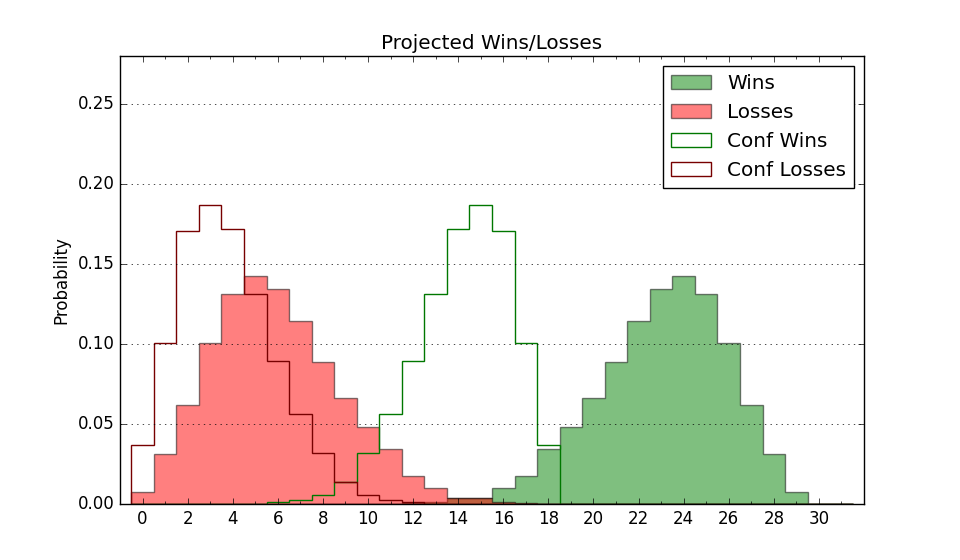 Projected Wins/Losses
Probability
0.25
0.20
0.15
0.10
0.05
0.00
0 2 4 6 8 10 12 14 16 18 20 22 24 26 28 30
Wins
Losses
Conf Wins
Conf Losses